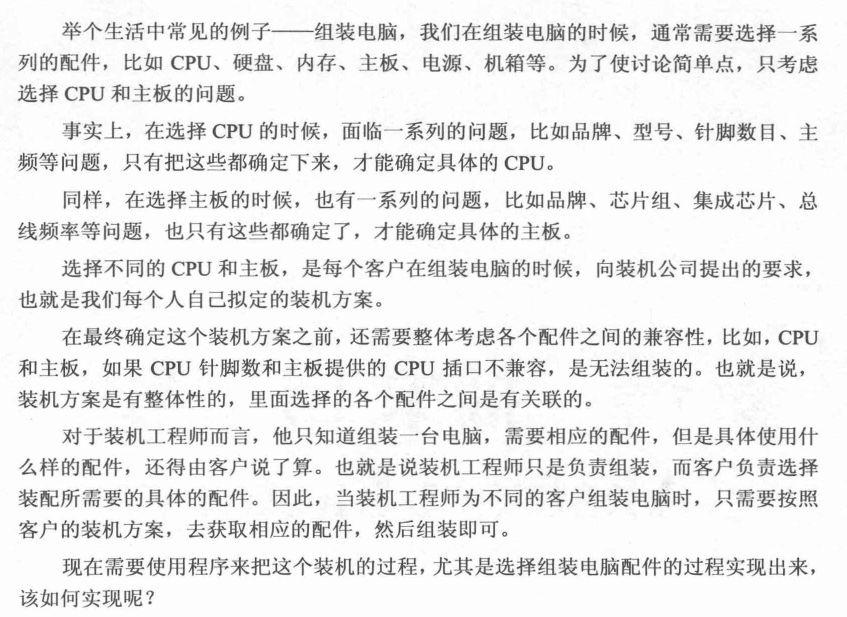 举个生活中常见的例子——组装电脑，我们在组装电脑的时候，通常需要选择一系
列的配件，比如 CPU、硬盘、内存、主板、电源、机箱等。为了使讨论简单点，只考虑
选择 CPU 和主板的问题。
事实上，在选择 CPU 的时候，面临一系列的问题，比如品牌、型号、针脚数目、主
频等问题，只有把这些都确定下来，才能确定具体的 CPU。
同样，在选择主板的时候，也有一系列的问题，比如品牌、芯片组、集成芯片、总
线频率等问题，也只有这些都确定了，才能确定具体的主板。
选择不同的 CPU 和主板，是每个客户在组装电脑的时候，向装机公司提出的要求，
也就是我们每个人自己拟定的装机方案。
在最终确定这个装机方案之前，还需要整体考虑各个配件之间的兼容性，比如，CPU
和主板，如果 CPU 针脚数和主板提供的 CPU 插口不兼容，是无法组装的。也就是说，
装机方案是有整体性的，里面选择的各个配件之间是有关联的。
对于装机工程师而言，他只知道组装一台电脑，需要相应的配件，但是具体使用什
么样的配件，还得由客户说了算。也就是说装机工程师只是负责组装，而客户负责选择
装配所需要的具体的配件。因此，当装机工程师为不同的客户组装电脑时，只需要按照
客户的装机方案，去获取相应的配件，然后组装即可。
现在需要使用程序来把这个装机的过程，尤其是选择组装电脑配件的过程实现出来，
该如何实现呢？